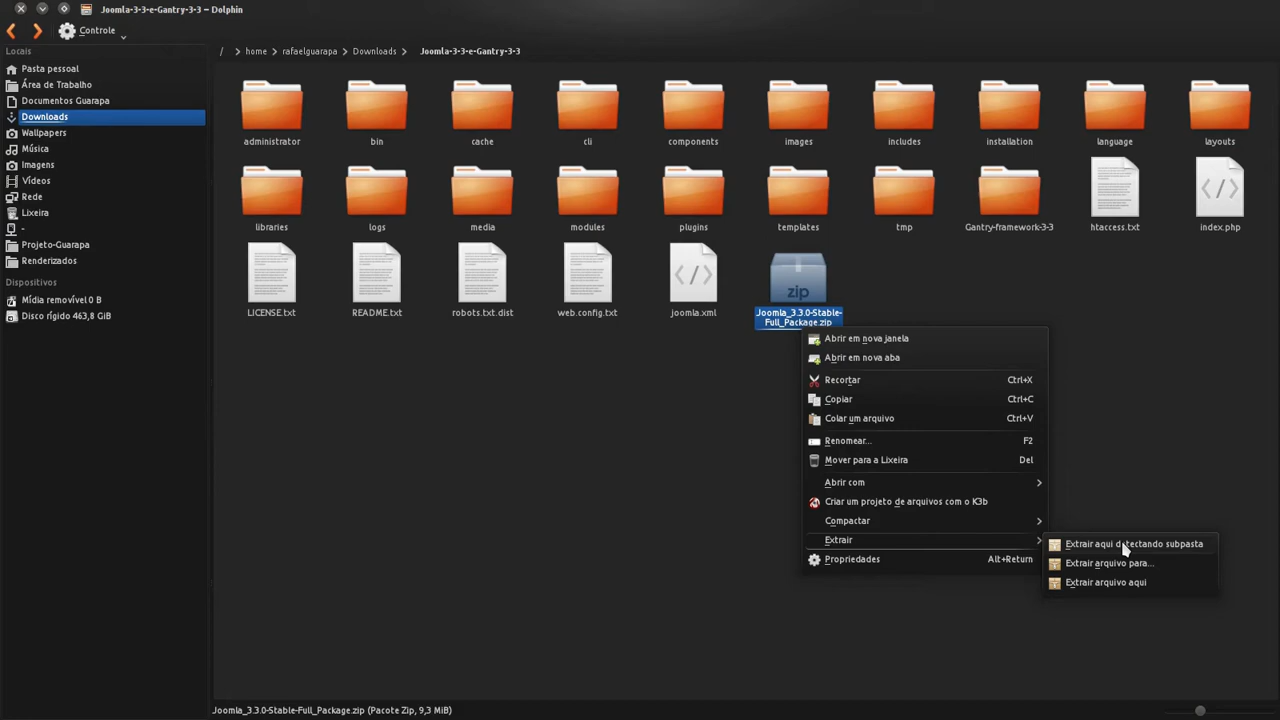 Joomla-3-3-e-Gantry-3-3 – Dolphin
Controle
Locais
Pasta pessoal
Área de Trabalho
Documentos Guarapa
Downloads
Wallpapers
Música
Imagens
Vídeos
Rede
Lixeira
-
Projeto-Guarapa
Renderizados
Dispositivos
Mídia removível 0 B
Disco rígido 463,8 GiB
/ > home > rafaelguarapa > Downloads > Joomla-3-3-e-Gantry-3-3
administrator bin cache cli components images includes installation language layouts
libraries logs media modules plugins templates tmp Gantry-framework-3-3 htaccess.txt index.php
LICENSE.txt README.txt robots.txt.dist web.config.txt joomla.xml
zip
Joomla_3.3.0-Stable-
Full_Package.zip
Abrir em nova janela
Abrir em nova aba
Recortar Ctrl+X
Copiar Ctrl+C
Colar um arquivo Ctrl+V
Renomear... F2
Mover para a Lixeira Del
Abrir com
Criar um projeto de arquivos com o K3b
Compactar
Extrair
Propriedades Alt+Return
Extrair aqui detectando subpasta
Extrair arquivo para...
Extrair arquivo aqui
Joomla_3.3.0-Stable-Full_Package.zip (Pacote Zip, 9,3 MiB)